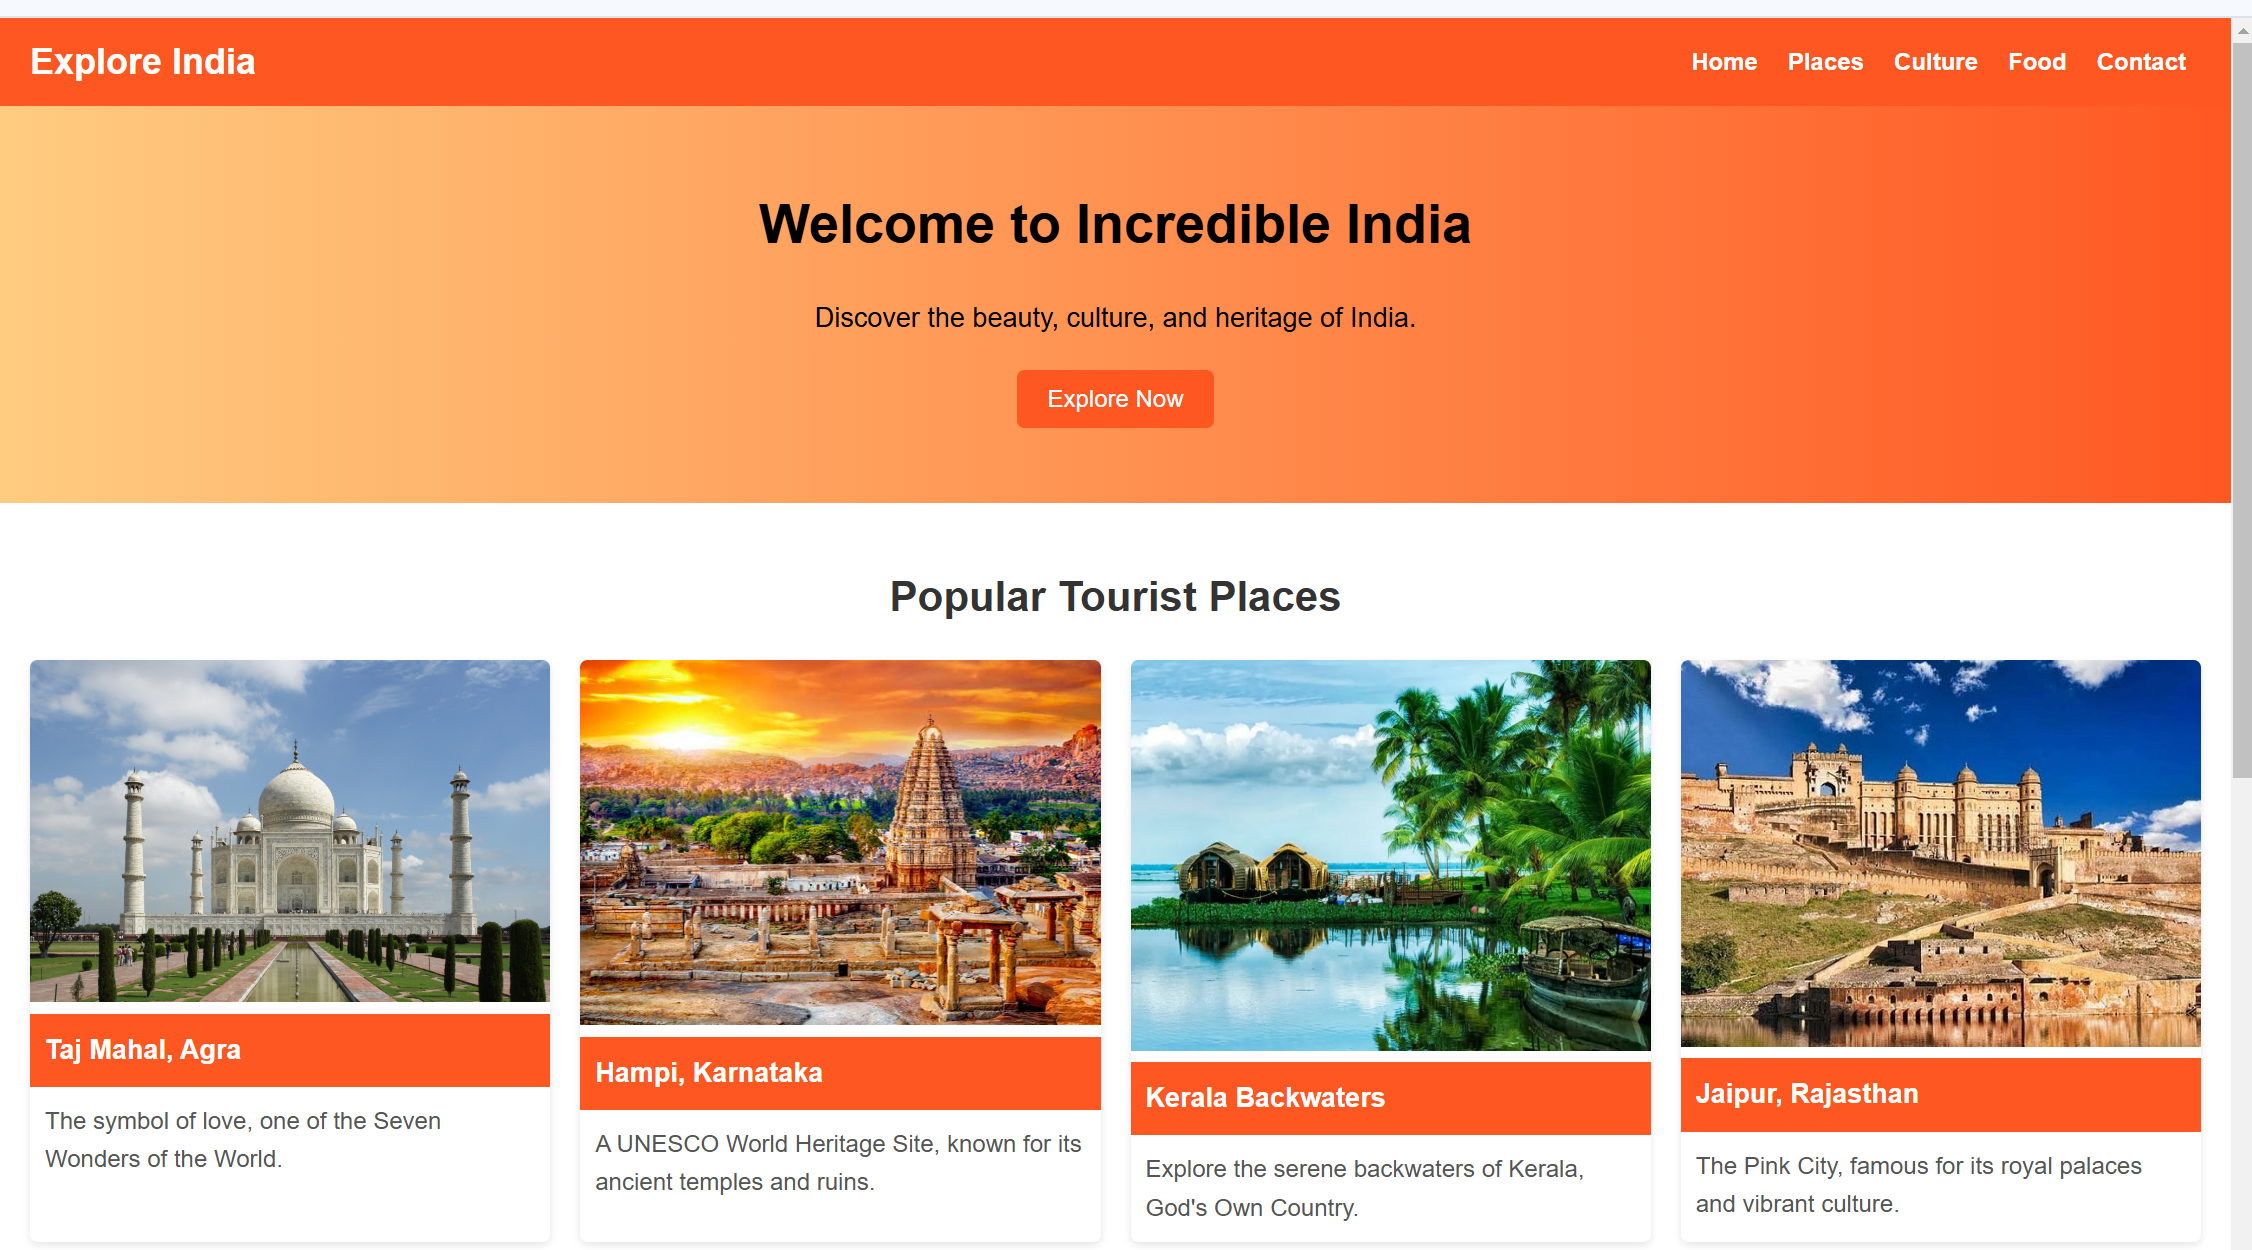 Explore India
Home Places Culture Food Contact
Welcome to Incredible India
Discover the beauty, culture, and heritage of India.
Explore Now
Popular Tourist Places
Taj Mahal, Agra
The symbol of love, one of the Seven
Wonders of the World.
Hampi, Karnataka
A UNESCO World Heritage Site, known for its
ancient temples and ruins.
Kerala Backwaters
Explore the serene backwaters of Kerala,
God's Own Country.
Jaipur, Rajasthan
The Pink City, famous for its royal palaces
and vibrant culture.